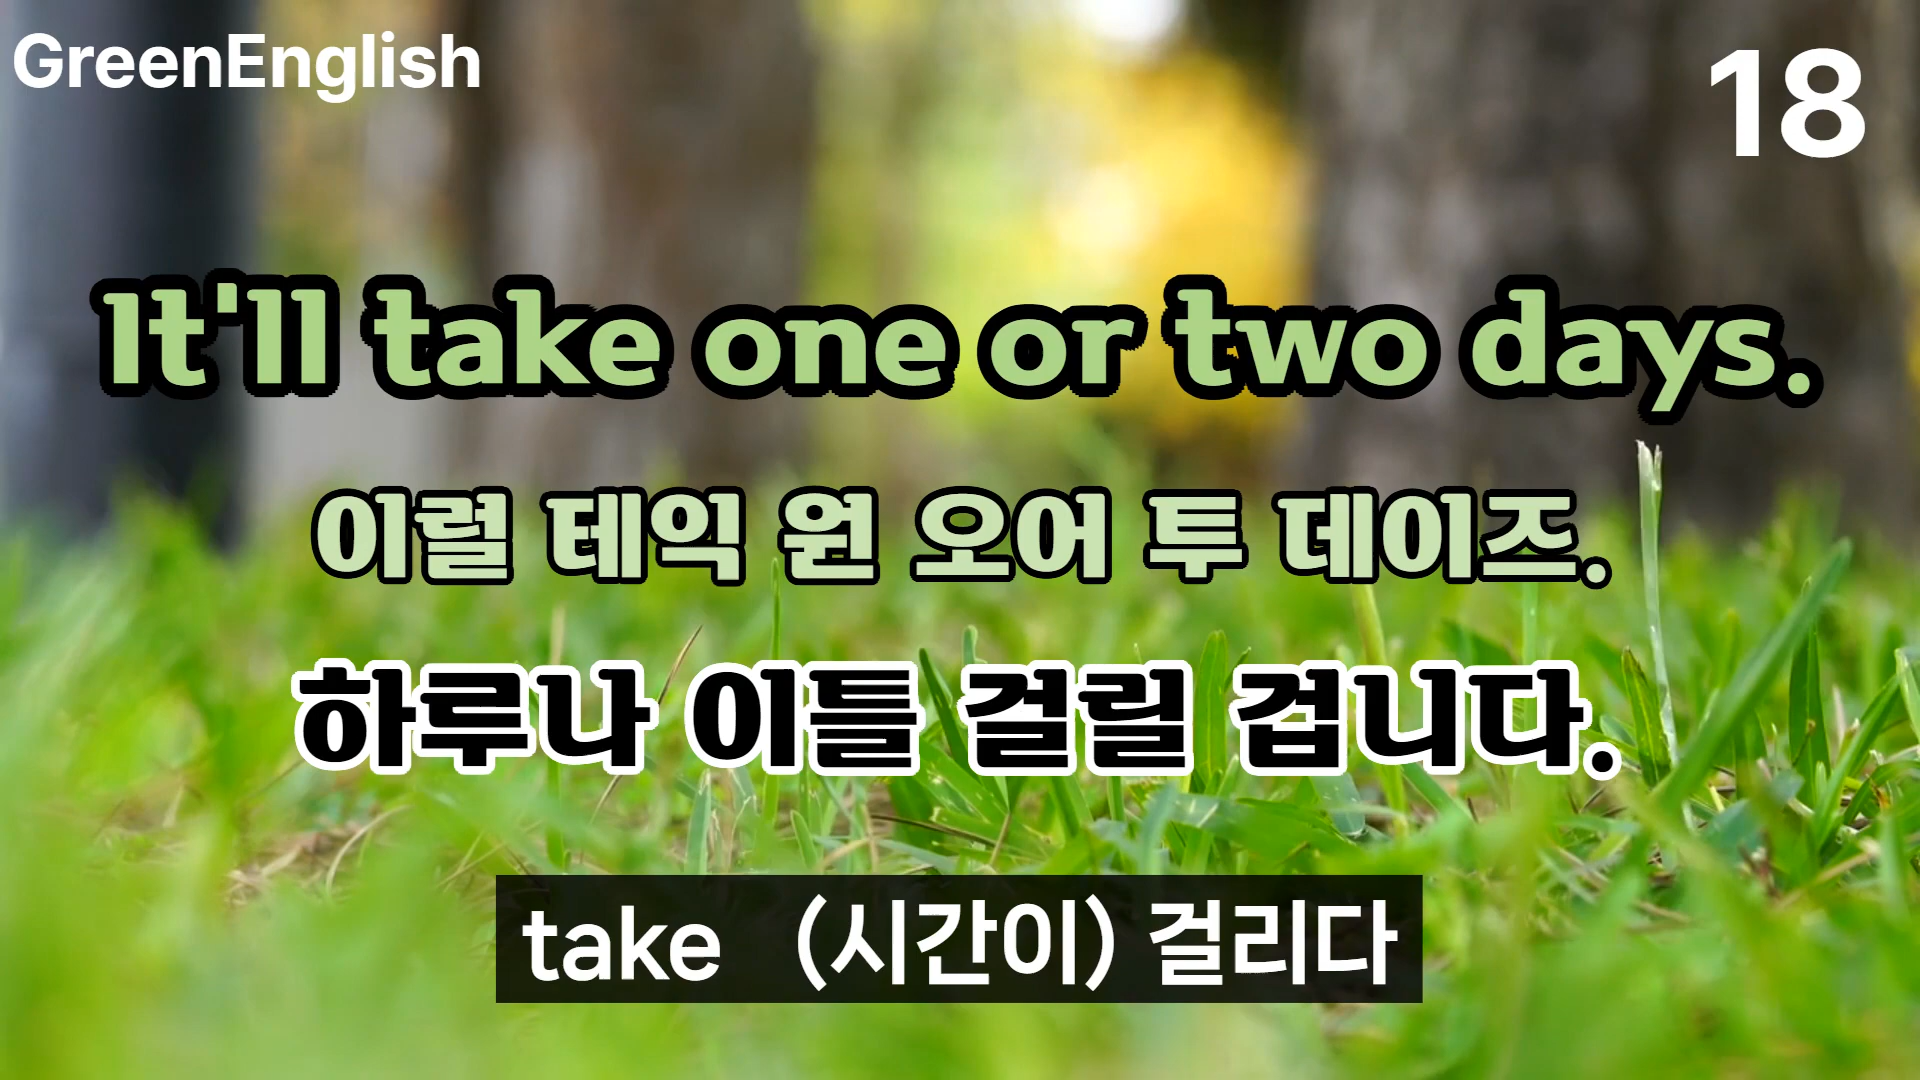 GreenEnglish
18
It'll take one or two days.
이럴 테익 원 오어 투 데이즈.
하루나 이틀 걸릴 겁니다.
take (시간이) 걸리다